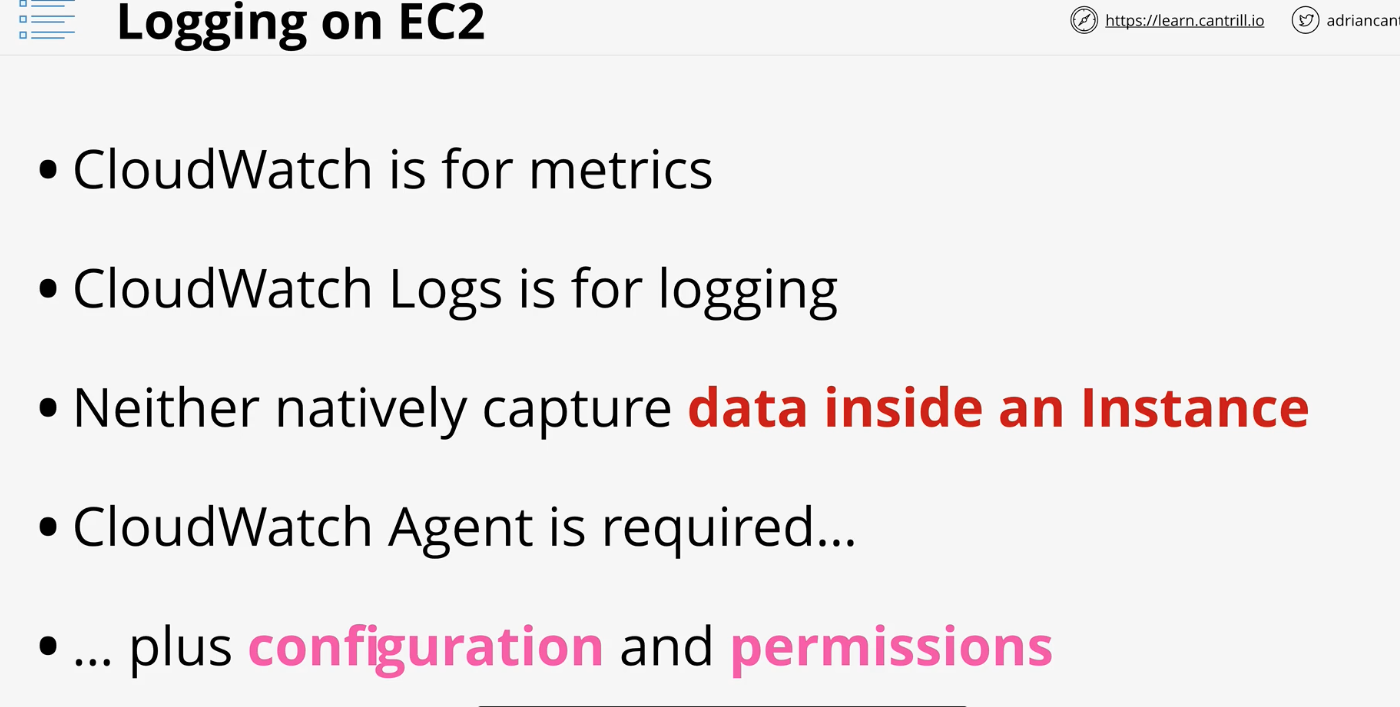 Logging on EC2
https://learn.cantrill.io
adriancant
• CloudWatch is for metrics
• CloudWatch Logs is for logging
• Neither natively capture data inside an Instance
• CloudWatch Agent is required...
• ... plus configuration and permissions